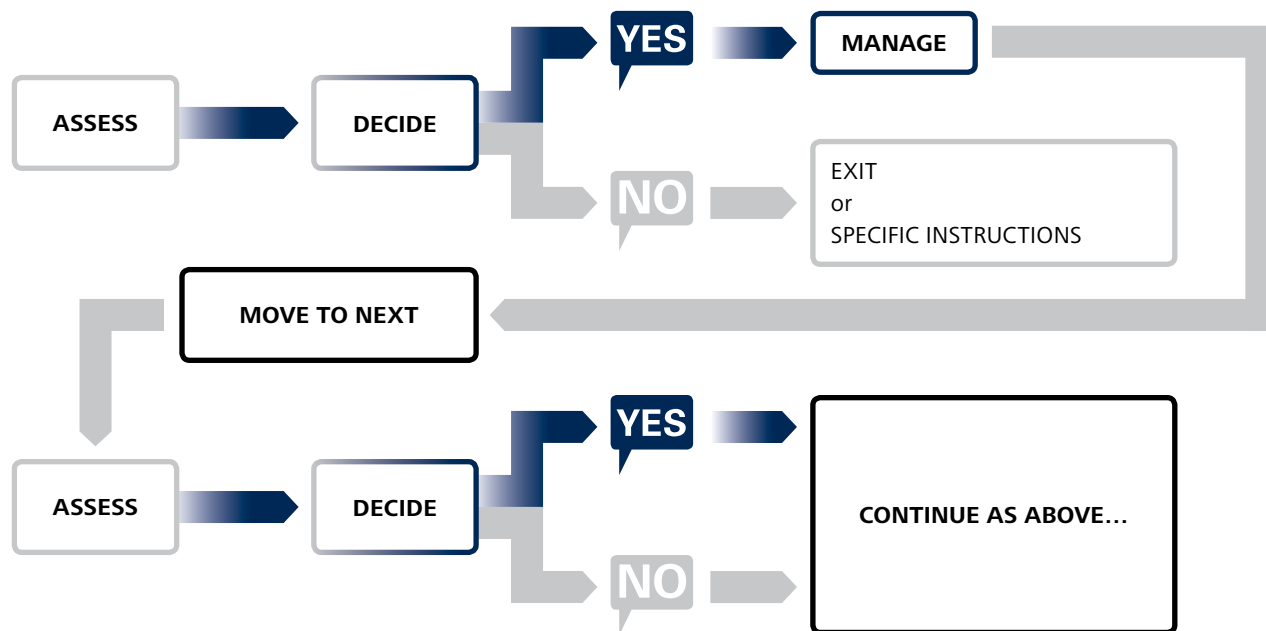 ASSESS
DECIDE
YES
MANAGE
NO
EXIT
or
SPECIFIC INSTRUCTIONS
MOVE TO NEXT
ASSESS
DECIDE
YES
NO
CONTINUE AS ABOVE...